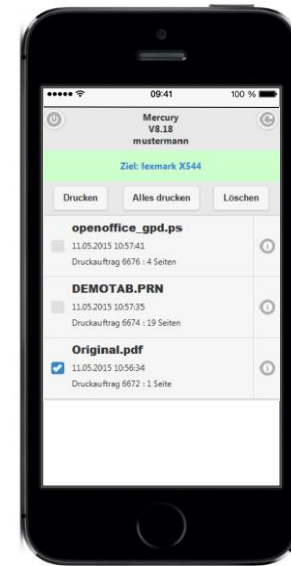 09:41
100 %
Mercury
V8.18
mustermann
Ziel: lexmark X544
Drucken
Alles drucken
Löschen
openoffice_gpd.ps
11.05.2015 10:57:41
Druckauftrag 6676 : 4 Seiten
DEMOTAB.PRN
11.05.2015 10:57:35
Druckauftrag 6674 : 19 Seiten
Original.pdf
11.05.2015 10:56:34
Druckauftrag 6672 : 1 Seite